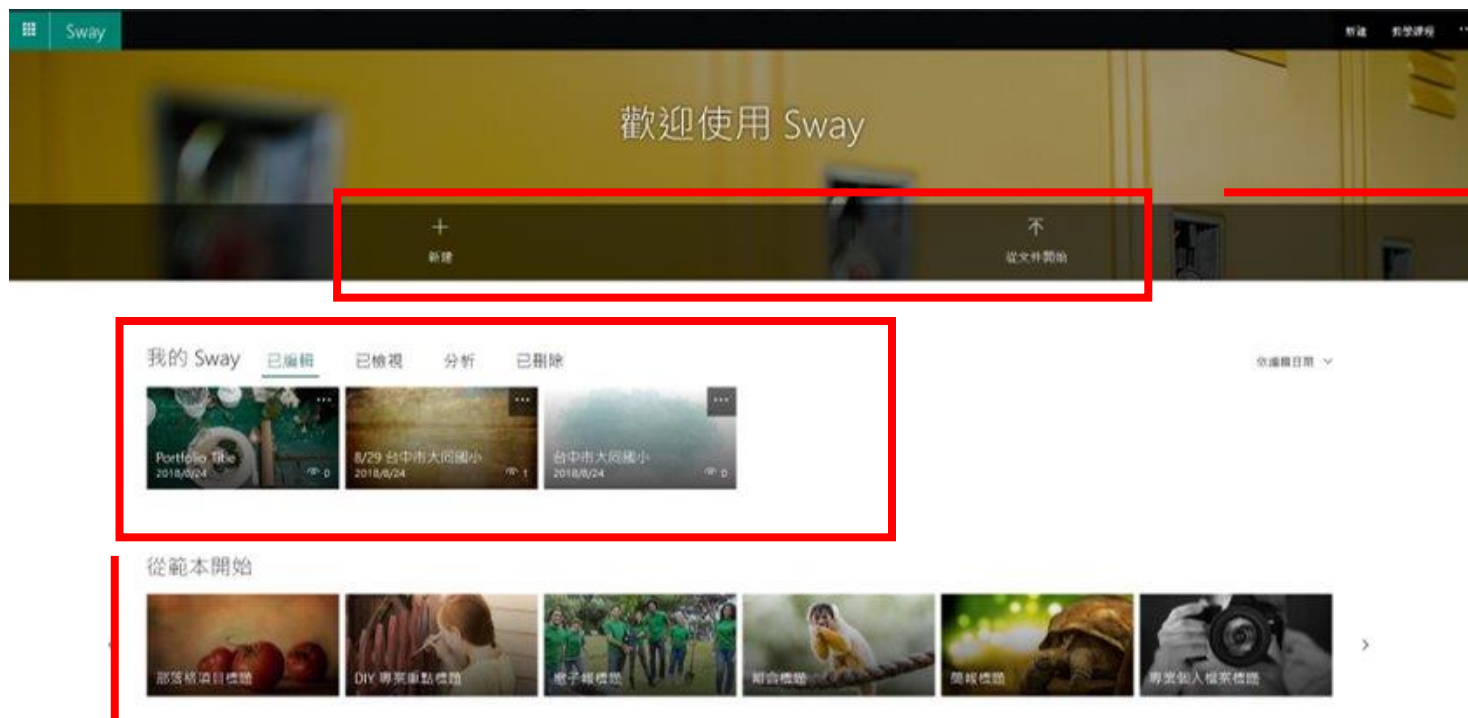 Sway
新建 教學課程
歡迎使用 Sway
新建
從文件開始
我的 Sway 已編輯 已檢視 分析 已刪除
依編輯日期
Portfolio Title
2018/8/24 0
8/29 台中市大同國小
2018/8/24 1
台中市大同國小
2018/8/24 0
從範本開始
部落格項目標題
DIY 專案重點標題
電子報標題
組合標題
簡報標題
專業個人檔案標題